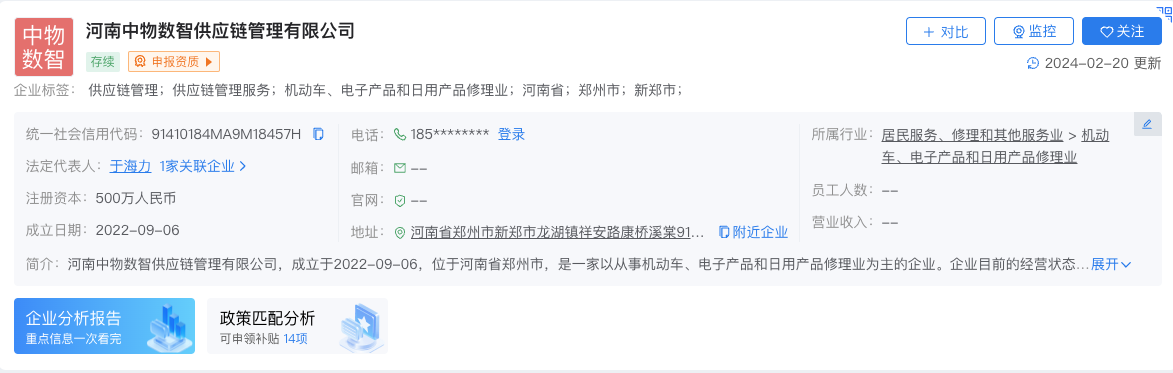 中物
数智
河南中物数智供应链管理有限公司
对比
监控
关注
存续
申报资质
2024-02-20 更新
企业标签： 供应链管理；供应链管理服务；机动车、电子产品和日用产品修理业；河南省；郑州市；新郑市；
统一社会信用代码：91410184MA9M18457H
法定代表人：于海力 1家关联企业
注册资本：500万人民币
成立日期：2022-09-06
电话：185******** 登录
邮箱：--
官网：--
地址：河南省郑州市新郑市龙湖镇祥安路康桥溪棠91... 附近企业
所属行业：居民服务、修理和其他服务业 > 机动
车、电子产品和日用产品修理业
员工人数：--
营业收入：--
简介：河南中物数智供应链管理有限公司，成立于2022-09-06，位于河南省郑州市，是一家以从事机动车、电子产品和日用产品修理业为主的企业。企业目前的经营状态...展开
企业分析报告
重点信息一次看完
政策匹配分析
可申领补贴 14项